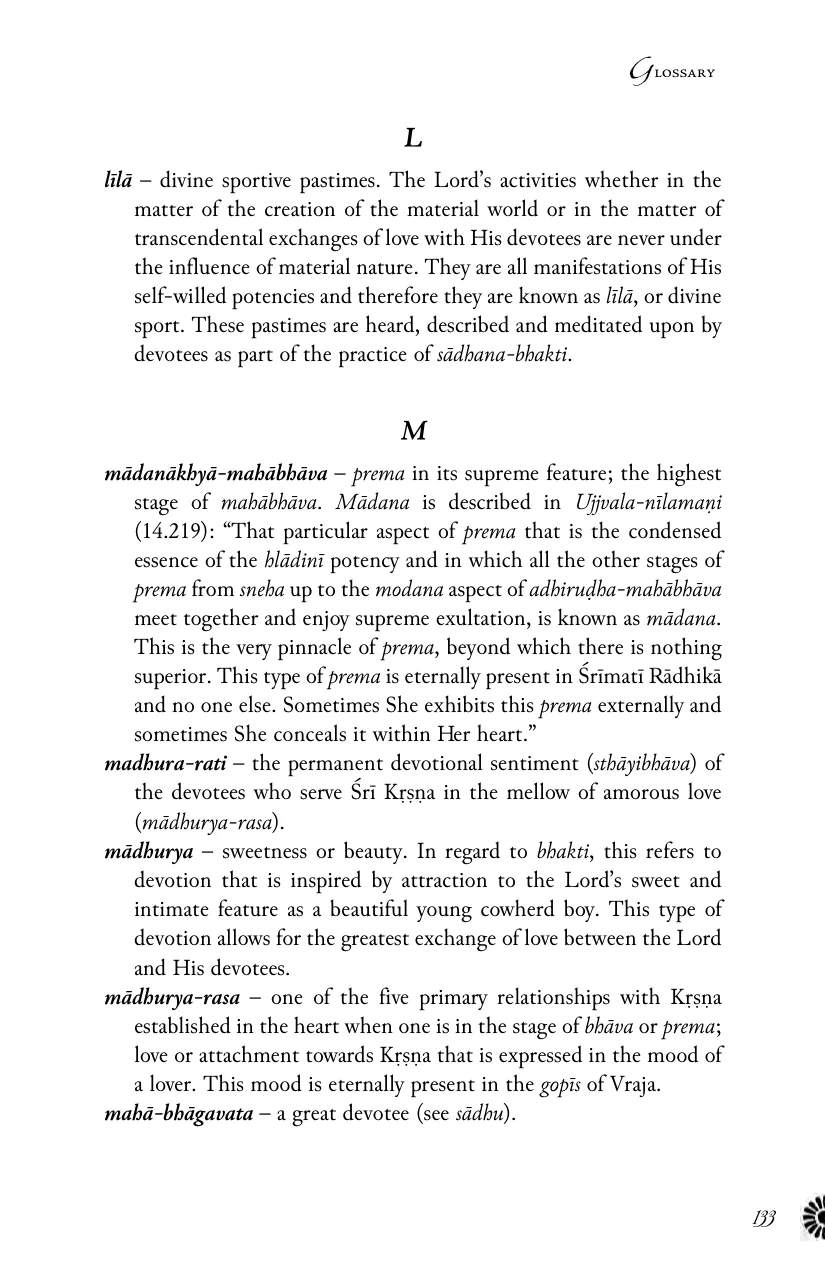 Glossary
L
līlā – divine sportive pastimes. The Lord’s activities whether in the
matter of the creation of the material world or in the matter of
transcendental exchanges of love with His devotees are never under
the influence of material nature. They are all manifestations of His
self-willed potencies and therefore they are known as līlā, or divine
sport. These pastimes are heard, described and meditated upon by
devotees as part of the practice of sādhana-bhakti.
M
mādanākhyā-mahābhāva – prema in its supreme feature; the highest
stage of mahābhāva. Mādana is described in Ujjvala-nīlamaṇi
(14.219): “That particular aspect of prema that is the condensed
essence of the hlādinī potency and in which all the other stages of
prema from sneha up to the modana aspect of adhiruḍha-mahābhāva
meet together and enjoy supreme exultation, is known as mādana.
This is the very pinnacle of prema, beyond which there is nothing
superior. This type of prema is eternally present in Śrīmatī Rādhikā
and no one else. Sometimes She exhibits this prema externally and
sometimes She conceals it within Her heart.”
madhura-rati – the permanent devotional sentiment (sthāyibhāva) of
the devotees who serve Śrī Kṛṣṇa in the mellow of amorous love
(mādhurya-rasa).
mādhurya – sweetness or beauty. In regard to bhakti, this refers to
devotion that is inspired by attraction to the Lord’s sweet and
intimate feature as a beautiful young cowherd boy. This type of
devotion allows for the greatest exchange of love between the Lord
and His devotees.
mādhurya-rasa – one of the five primary relationships with Kṛṣṇa
established in the heart when one is in the stage of bhāva or prema;
love or attachment towards Kṛṣṇa that is expressed in the mood of
a lover. This mood is eternally present in the gopīs of Vraja.
mahā-bhāgavata – a great devotee (see sādhu).
133